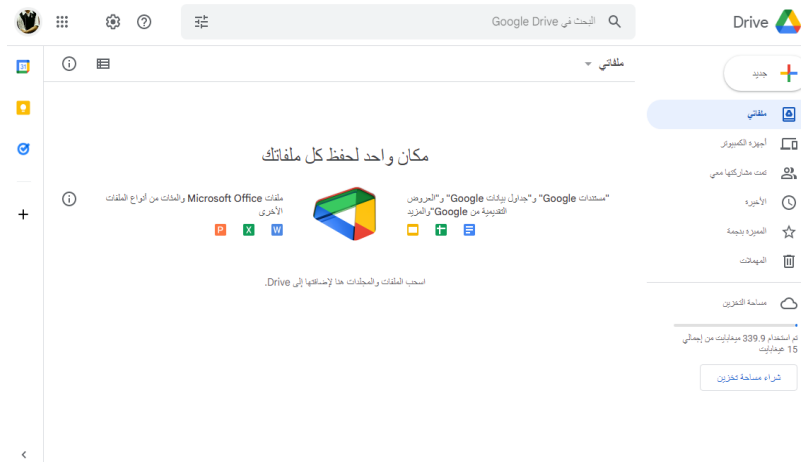 Drive
البحث في Google Drive
جديد
ملفاتي
أجهزة الكمبيوتر
تمت مشاركتها معي
الأخيرة
المميزة بنجمة
المهملات
مساحة التخزين
تم استخدام 339.9 ميغابايت من إجمالي
15 غيغابايت
شراء مساحة تخزين
ملفاتي
مكان واحد لحفظ كل ملفاتك
"مستندات Google" و"جداول بيانات Google" و"العروض
التقديمية من Google" والمزيد
ملفات Microsoft Office والمئات من أنواع الملفات
الأخرى
W X P
اسحب الملفات والمجلدات هنا لإضافتها إلى Drive.
31